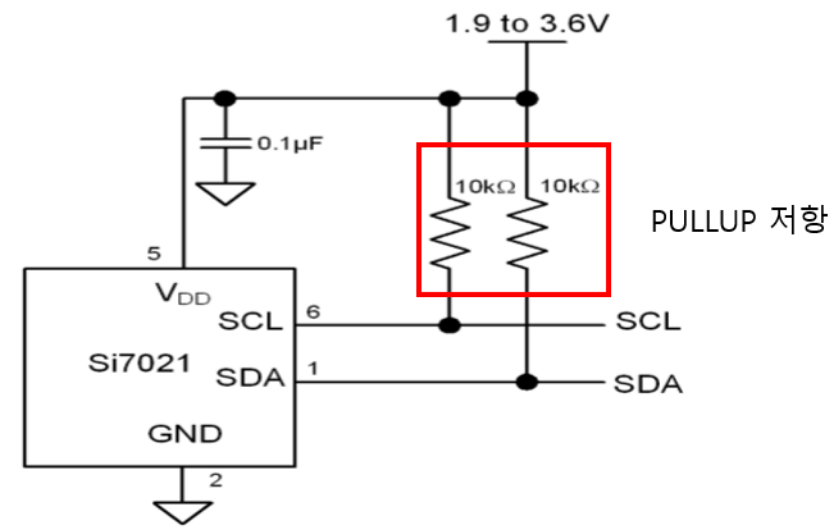 1.9 to 3.6V
0.1µF
10kΩ 10kΩ
PULLUP 저항
5
VDD
SCL 6 SCL
Si7021
SDA 1 SDA
GND
2